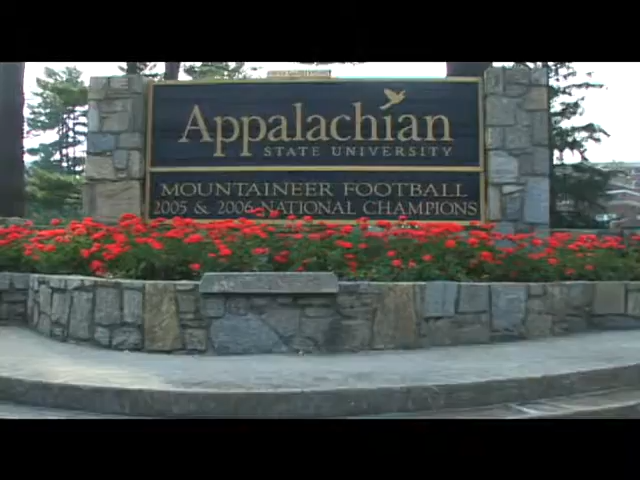 Appalachian
STATE UNIVERSITY
MOUNTAINEER FOOTBALL
2005 & 2006 NATIONAL CHAMPIONS